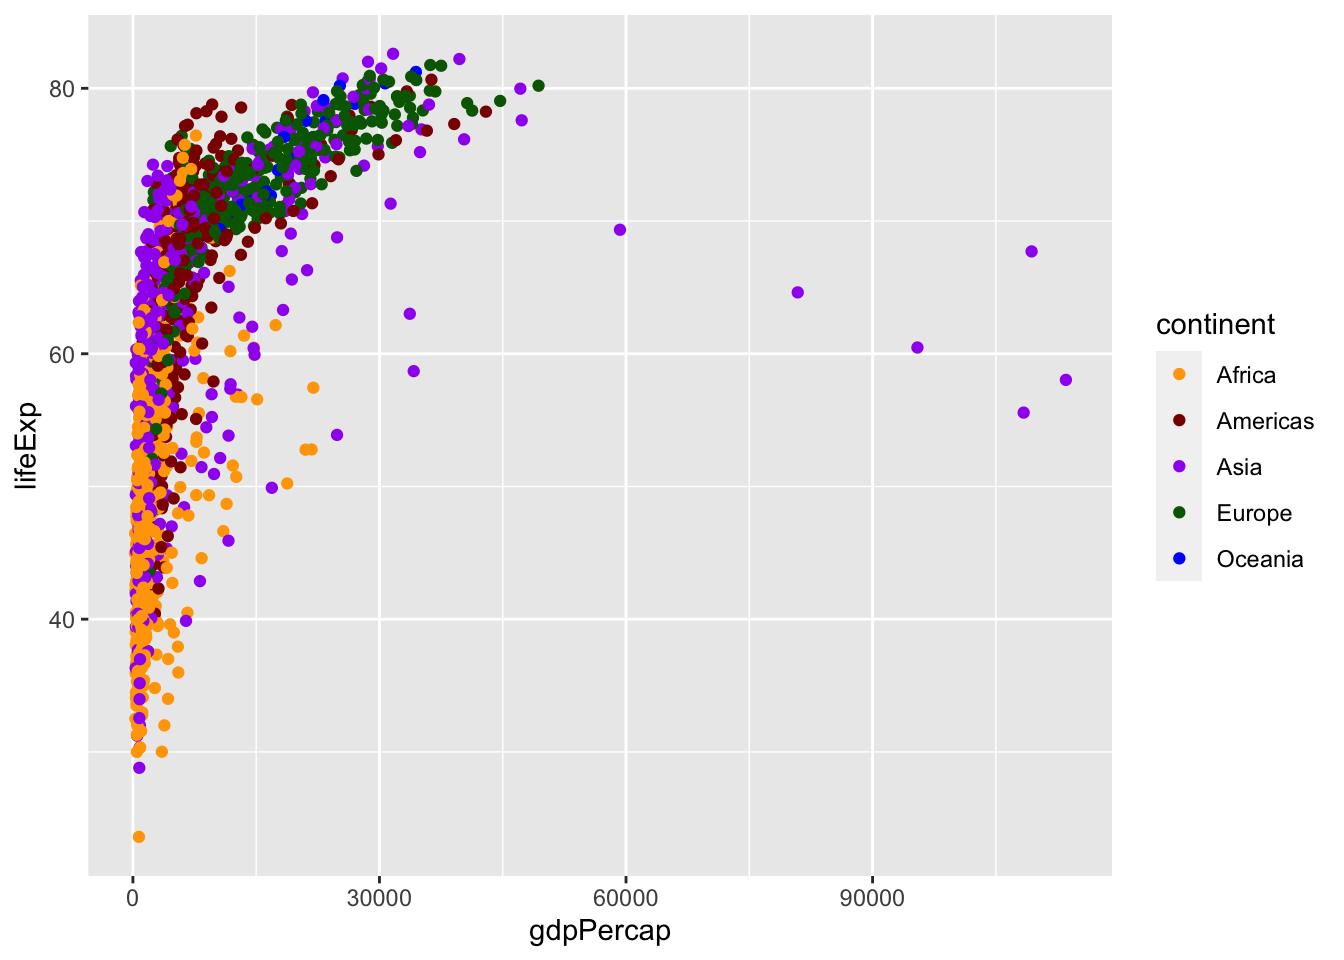 80
60
40
lifeExp
0
30000
60000
90000
gdpPercap
continent
Africa
Americas
Asia
Europe
Oceania